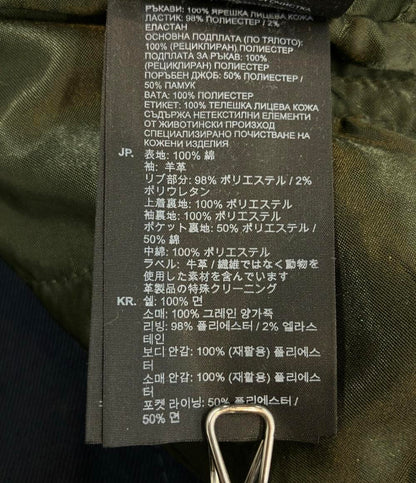 РЪКАВИ: 100% ЯРЕШКА ЛИЦЕВА КОЖА
ЛАСТИК: 98% ПОЛИЕСТЕР / 2%
ЕЛАСТАН
ОСНОВНА ПОДПЛАТА (ПО ТЯЛОТО):
100% (РЕЦИКЛИРАН) ПОЛИЕСТЕР
ПОДПЛАТА ЗА РЪКАВ: 100%
(РЕЦИКЛИРАН) ПОЛИЕСТЕР
ПОРЪБЕН ДЖОБ: 50% ПОЛИЕСТЕР /
50% ПАМУК
ВАТА: 100% ПОЛИЕСТЕР
ЕТИКЕТ: 100% ТЕЛЕШКА ЛИЦЕВА КОЖА
СЪДЪРЖА НЕТЕКСТИЛНИ ЕЛЕМЕНТИ
ОТ ЖИВОТИНСКИ ПРОИЗХОД
СПЕЦИАЛИЗИРАНО ПОЧИСТВАНЕ НА
КОЖЕНИ ИЗДЕЛИЯ
JP. 表地: 100% 綿
袖: 羊革
リブ部分: 98% ポリエステル / 2%
ポリウレタン
上着裏地: 100% ポリエステル
袖裏地: 100% ポリエステル
ポケット裏地: 50% ポリエステル /
50% 綿
中綿: 100% ポリエステル
ラベル: 牛革 / 繊維ではなく動物を
使用した素材を含んでいます
革製品の特殊クリーニング
KR. 쉘: 100% 면
소매: 100% 그레인 양가죽
리빙: 98% 폴리에스터 / 2% 엘라스
테인
보디 안감: 100% (재활용) 폴리에스
터
소매 안감: 100% (재활용) 폴리에스
터
포켓 라이닝: 50% 폴리에스터 /
50% 면